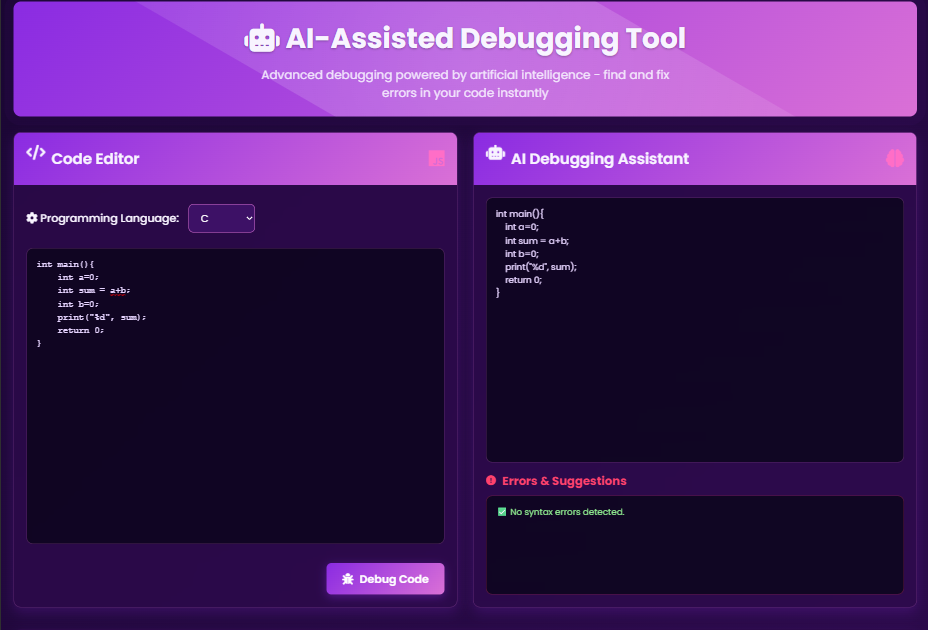 AI-Assisted Debugging Tool
Advanced debugging powered by artificial intelligence - find and fix
errors in your code instantly
</> Code Editor
Programming Language: C
int main(){
    int a=0;
    int sum = a+b;
    int b=0;
    print("%d", sum);
    return 0;
}
Debug Code
AI Debugging Assistant
int main(){
    int a=0;
    int sum = a+b;
    int b=0;
    print("%d", sum);
    return 0;
}
Errors & Suggestions
✅ No syntax errors detected.